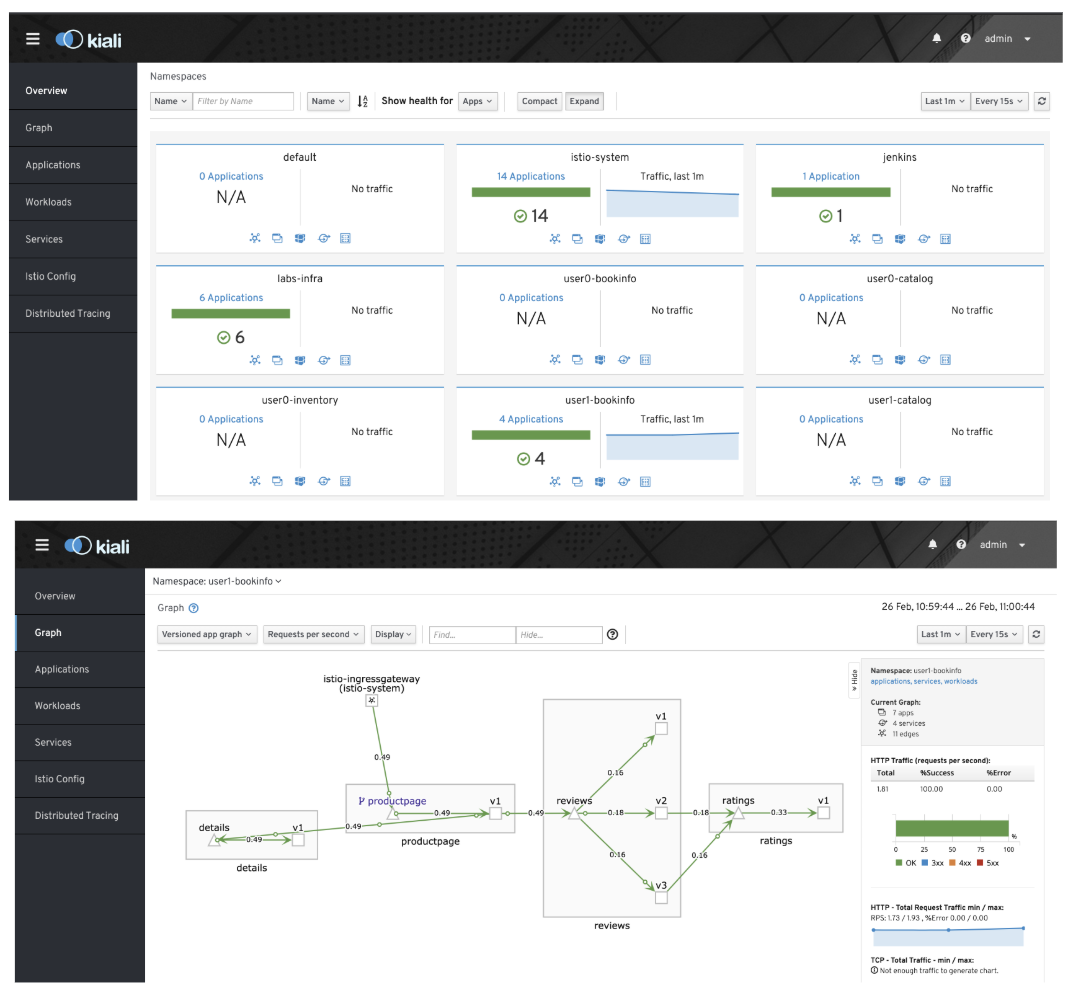 kiali
admin
Overview
Graph
Applications
Workloads
Services
Istio Config
Distributed Tracing
Namespaces
Name Filter by Name Name Show health for Apps Compact Expand Last 1m Every 15s
default
0 Applications
N/A
No traffic
istio-system
14 Applications
14
Traffic, last 1m
jenkins
1 Application
1
No traffic
labs-infra
6 Applications
6
No traffic
user0-bookinfo
0 Applications
N/A
No traffic
user0-catalog
0 Applications
N/A
No traffic
user0-inventory
0 Applications
N/A
No traffic
user1-bookinfo
4 Applications
4
Traffic, last 1m
user1-catalog
0 Applications
N/A
No traffic
kiali
admin
Overview
Graph
Applications
Workloads
Services
Istio Config
Distributed Tracing
Namespace: user1-bookinfo
Graph
26 Feb, 10:59:44 ... 26 Feb, 11:00:44
Versioned app graph Requests per second Display Find... Hide... Last 1m Every 15s
istio-ingressgateway
(istio-system)
0.49
productpage
v1
0.49
0.49
productpage
details
v1
0.49
details
0.49
reviews
v1
0.16
0.18
v2
0.16
v3
reviews
0.18
0.16
ratings
v1
0.33
ratings
Hide
Namespace: user1-bookinfo
applications, services, workloads
Current Graph:
7 apps
4 services
11 edges
HTTP Traffic (requests per second):
Total %Success %Error
1.81 100.00 0.00
%
0 25 50 75 100
OK 3xx 4xx 5xx
HTTP - Total Request Traffic min / max:
RPS: 1.73 / 1.93 , %Error 0.00 / 0.00
TCP - Total Traffic - min / max:
Not enough traffic to generate chart.